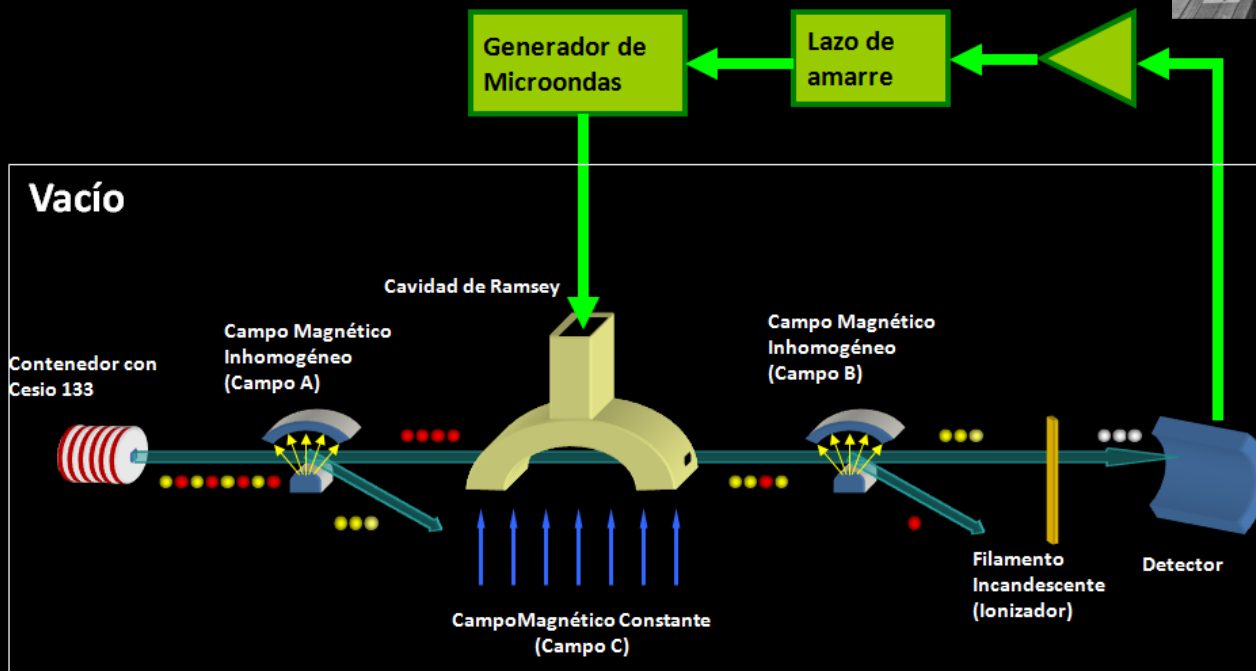 Generador de
Microondas
Lazo de
amarre
Vacío
Cavidad de Ramsey
Campo Magnético
Inhomogéneo
(Campo A)
Campo Magnético
Inhomogéneo
(Campo B)
Contenedor con
Cesio 133
Filamento
Incandescente
(Ionizador)
Detector
CampoMagnético Constante
(Campo C)